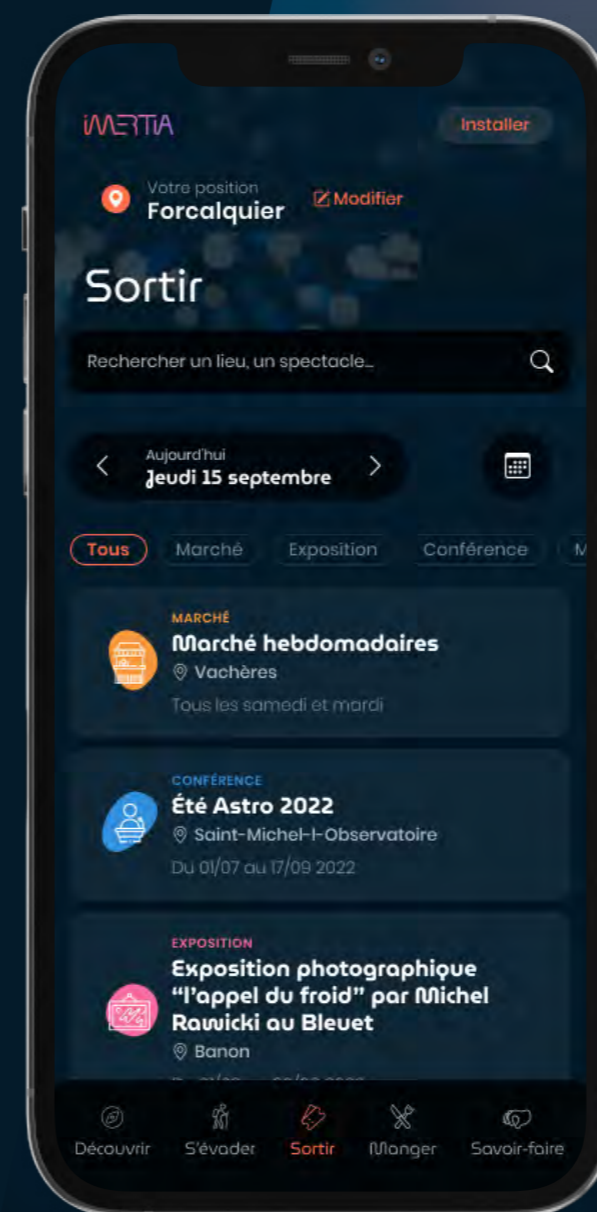 iMERTiA
Installer
Votre position
Forcalquier
Modifier
Sortir
Rechercher un lieu, un spectacle...
Aujourd'hui
Jeudi 15 septembre
Tous
Marché
Exposition
Conférence
M
MARCHÉ
Marché hebdomadaires
Vachères
Tous les samedi et mardi
CONFÉRENCE
Été Astro 2022
Saint-Michel-l-Observatoire
Du 01/07 au 17/09 2022
EXPOSITION
Exposition photographique
“l'appel du froid” par Michel
Rawicki au Bleuet
Banon
Découvrir
S'évader
Sortir
Manger
Savoir-faire